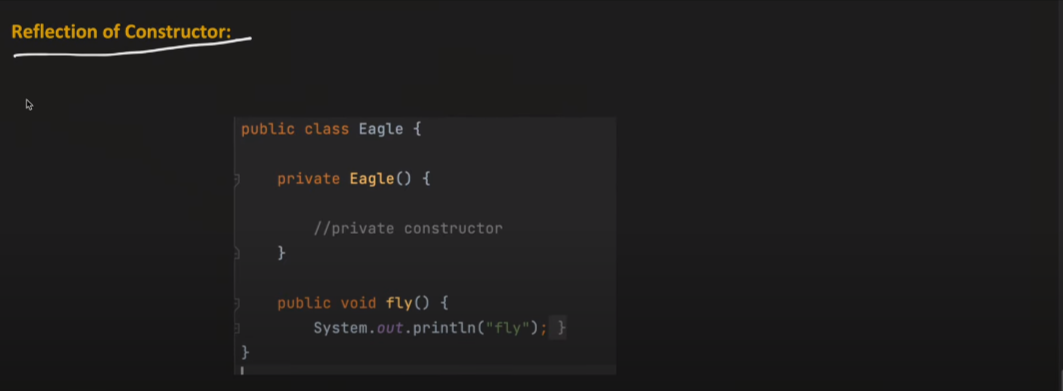 Reflection of Constructor:
public class Eagle {
private Eagle() {
//private constructor
}
public void fly() {
System.out.println("fly"); }
}